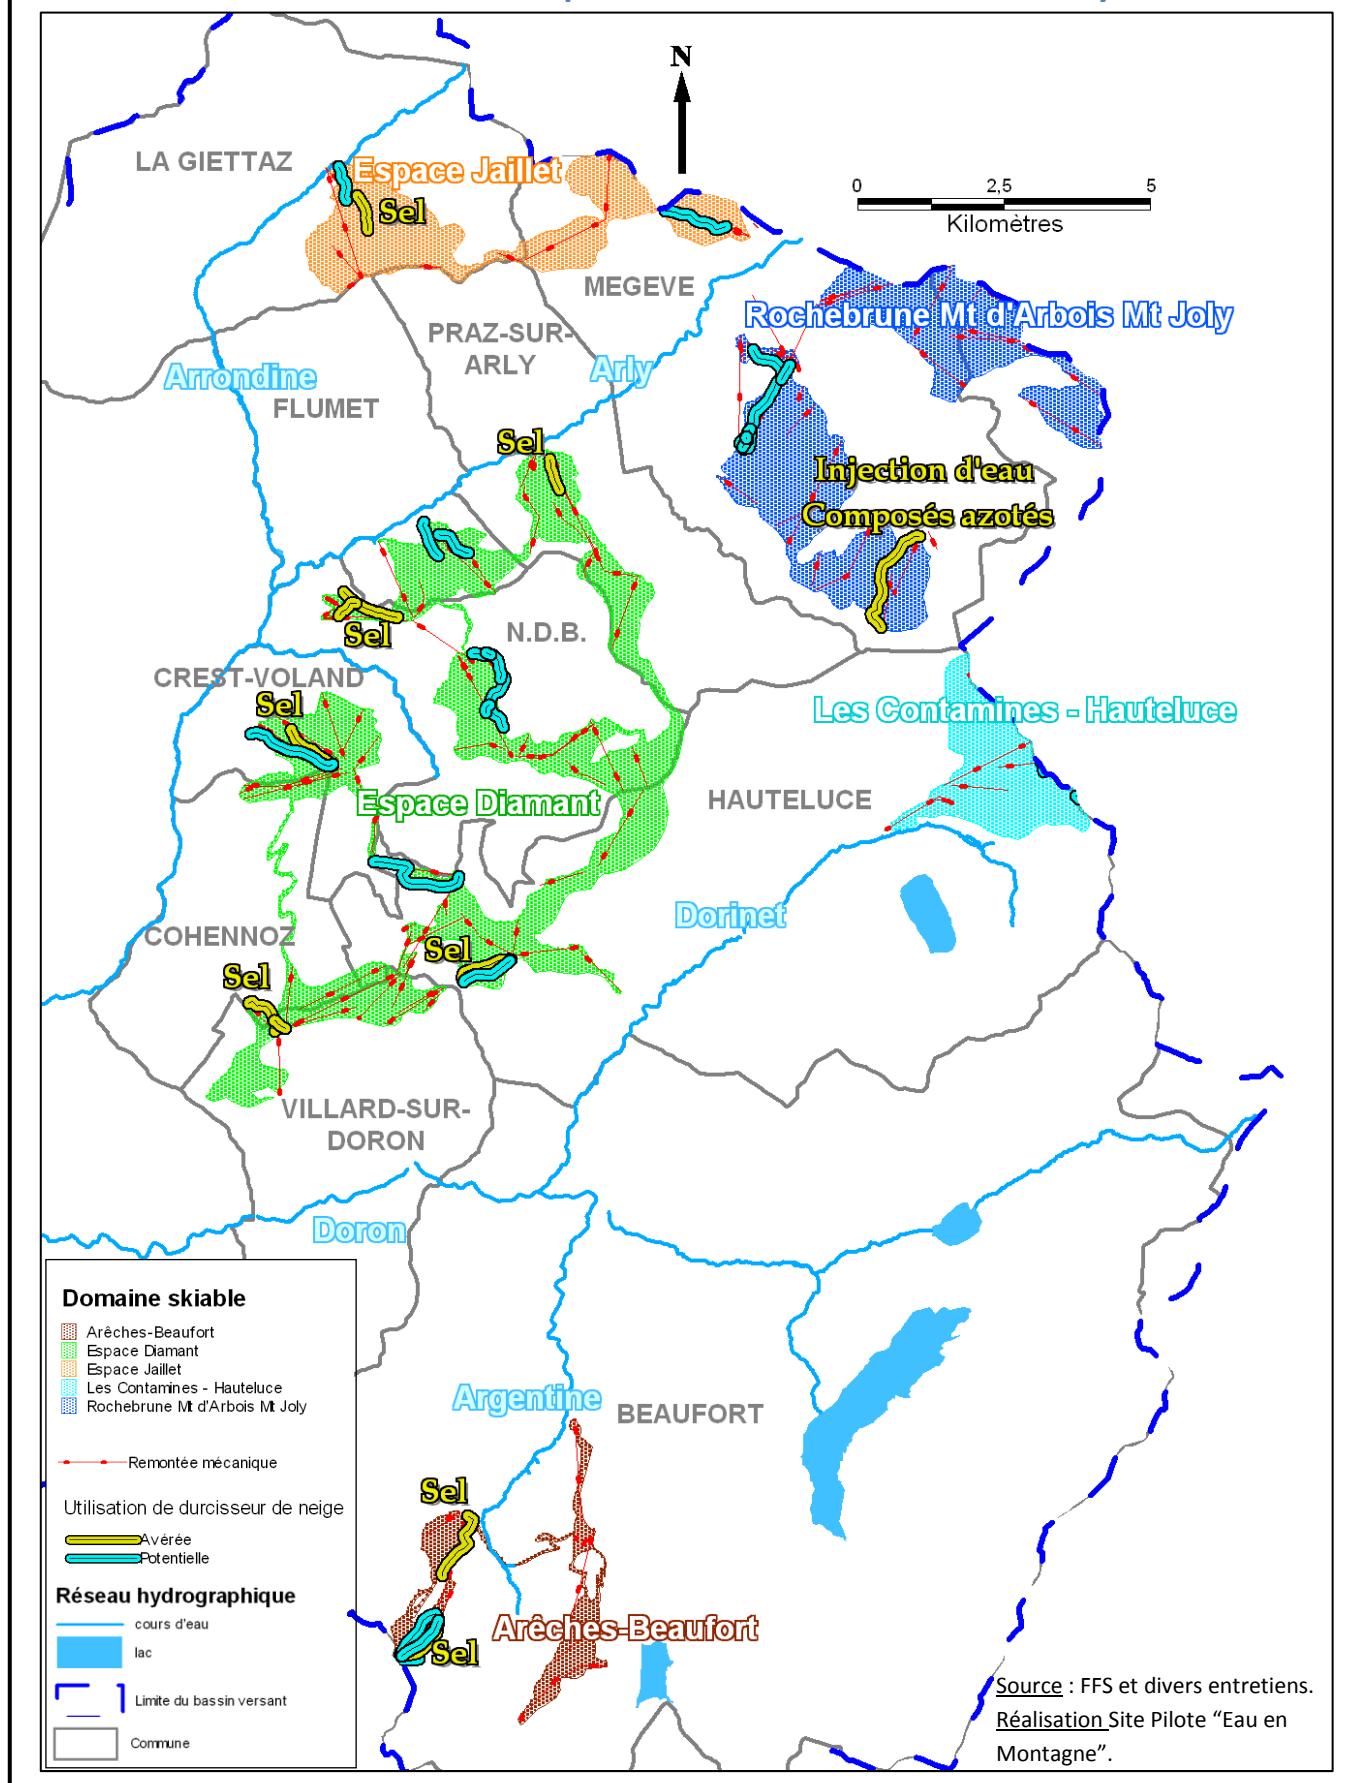 N
LA GIETTAZ
Espace Jaillet
Sel
0
2,5
5
Kilomètres
MEGEVE
Rochebrune Mt d'Arbois Mt Joly
PRAZ-SUR-
ARLY
Arly
Arrondine
FLUMET
Sel
Injection d'eau
Composés azotés
Sel
N.D.B.
CREST-VOLAND
Sel
Les Contamines - Hauteluce
Espace Diamant
HAUTELUCE
Dorinet
COHENNOZ
Sel
Sel
VILLARD-SUR-
DORON
Doron
Domaine skiable
Arêches-Beaufort
Espace Diamant
Espace Jaillet
Les Contamines - Hauteluce
Rochebrune Mt d'Arbois Mt Joly
Remontée mécanique
Utilisation de durcisseur de neige
Avérée
Potentielle
Réseau hydrographique
cours d'eau
lac
Limite du bassin versant
Commune
Argentine
BEAUFORT
Sel
Arêches-Beaufort
Sel
Source : FFS et divers entretiens.
Réalisation Site Pilote “Eau en
Montagne”.